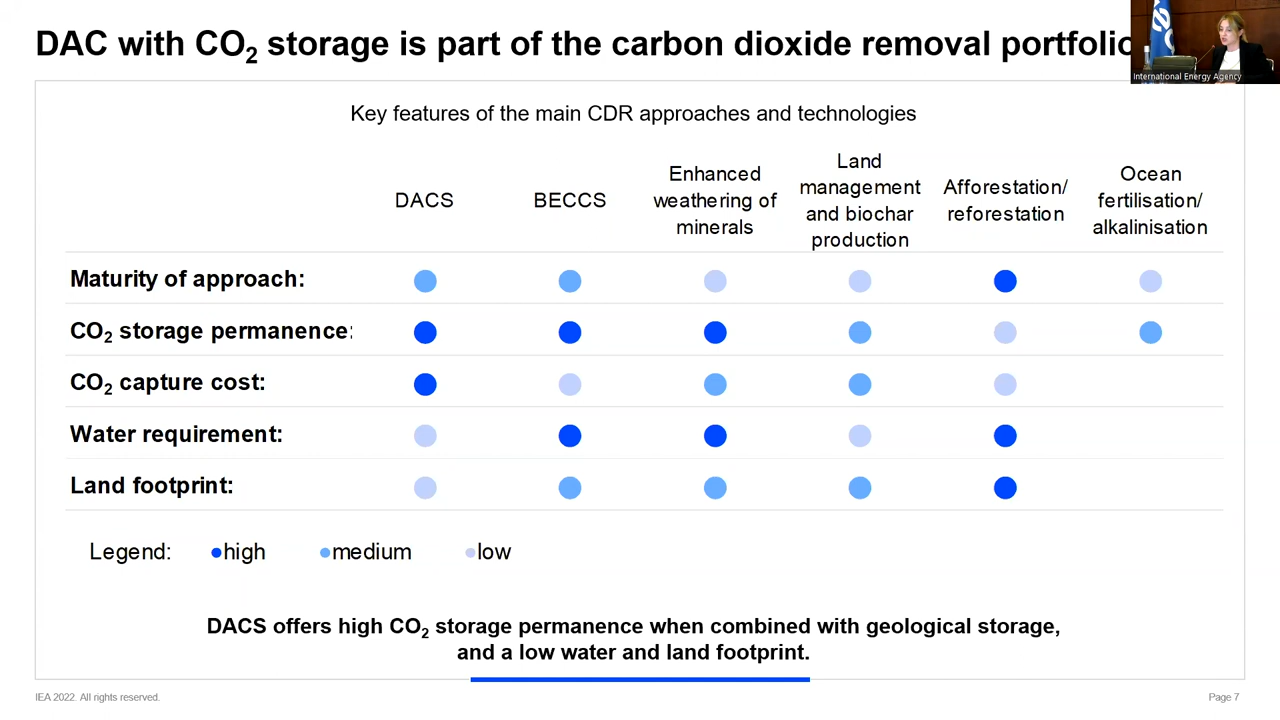 DAC with CO2 storage is part of the carbon dioxide removal portfolio
International Energy Agency
Key features of the main CDR approaches and technologies
DACS
BECCS
Enhanced
weathering of
minerals
Land
management
and biochar
production
Afforestation/
reforestation
Ocean
fertilisation/
alkalinisation
Maturity of approach:
CO2 storage permanence:
CO2 capture cost:
Water requirement:
Land footprint:
Legend: high medium low
DACS offers high CO2 storage permanence when combined with geological storage,
and a low water and land footprint.
IEA 2022. All rights reserved.
Page 7